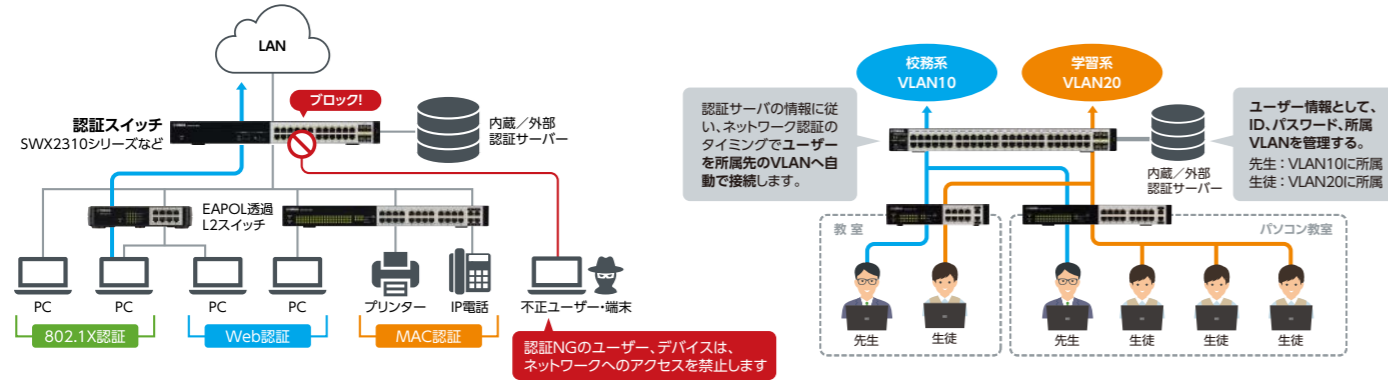 LAN
ブロック!
認証スイッチ
SWX2310シリーズなど
内蔵/外部
認証サーバー
EAPOL透過
L2スイッチ
PC
PC
PC
PC
プリンター
IP電話
不正ユーザー・端末
802.1X認証
Web認証
MAC認証
認証NGのユーザー、デバイスは、
ネットワークへのアクセスを禁止します
校務系
VLAN10
学習系
VLAN20
認証サーバの情報に従
い、ネットワーク認証の
タイミングでユーザー
を所属先のVLANへ自
動で接続します。
内蔵/外部
認証サーバー
ユーザー情報として、
ID、パスワード、所属
VLANを管理する。
先生:VLAN10に所属
生徒:VLAN20に所属
教室
先生
生徒
パソコン教室
先生
生徒
生徒
生徒